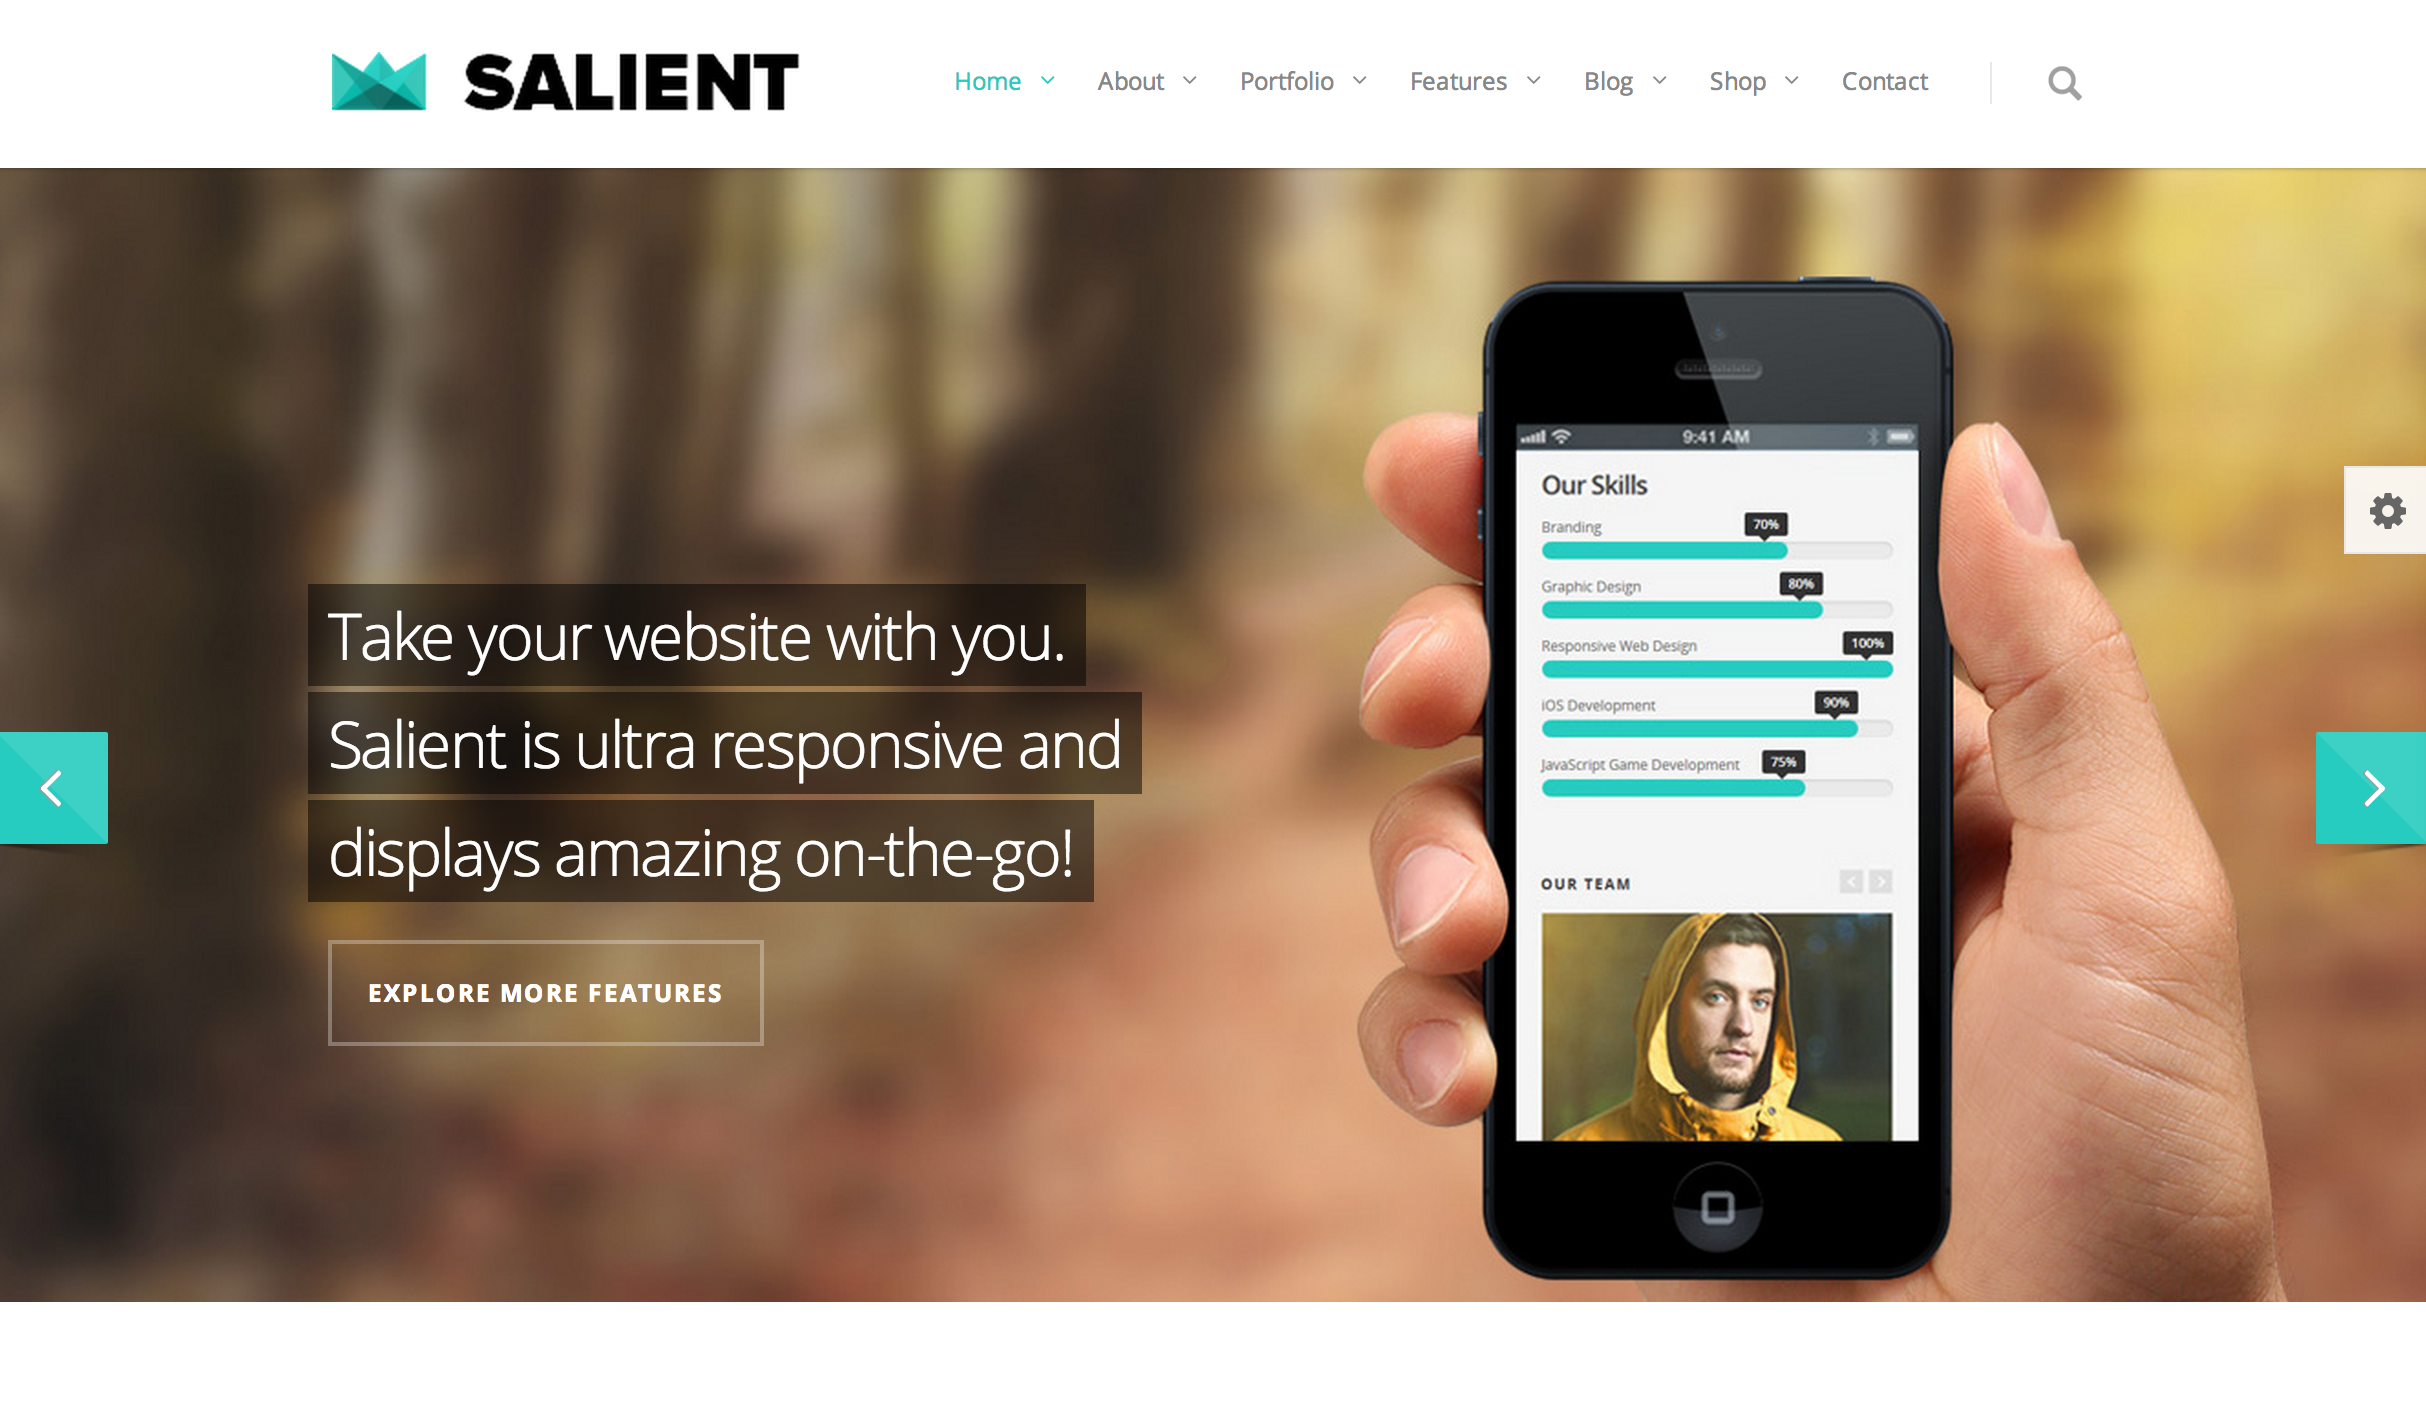 SALIENT
Home About Portfolio Features Blog Shop Contact
Take your website with you.
Salient is ultra responsive and
displays amazing on-the-go!
EXPLORE MORE FEATURES
9:41 AM
Our Skills
Branding 70%
Graphic Design 80%
Responsive Web Design 100%
iOS Development 90%
JavaScript Game Development 75%
OUR TEAM